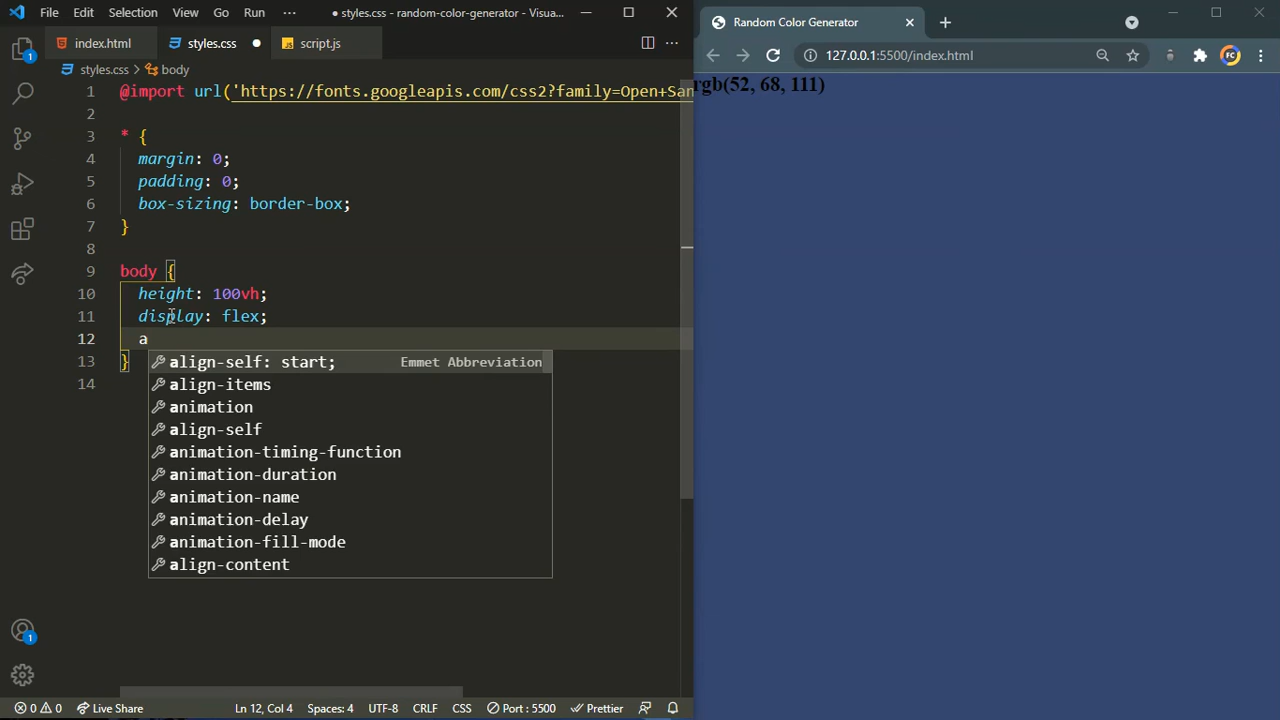 File Edit Selection View Go Run ··· ● styles.css - random-color-generator - Visua...
index.html styles.css ● script.js ···
styles.css > body
1 @import url('https://fonts.googleapis.com/css2?family=Open+San
2
3 * {
4 margin: 0;
5 padding: 0;
6 box-sizing: border-box;
7 }
8
9 body {
10 height: 100vh;
11 display: flex;
12 a
13 }
14
align-self: start; Emmet Abbreviation
align-items
animation
align-self
animation-timing-function
animation-duration
animation-name
animation-delay
animation-fill-mode
align-content
1
1
0 0 Live Share Ln 12, Col 4 Spaces: 4 UTF-8 CRLF CSS Port : 5500 Prettier
Random Color Generator
127.0.0.1:5500/index.html FC
rgb(52, 68, 111)